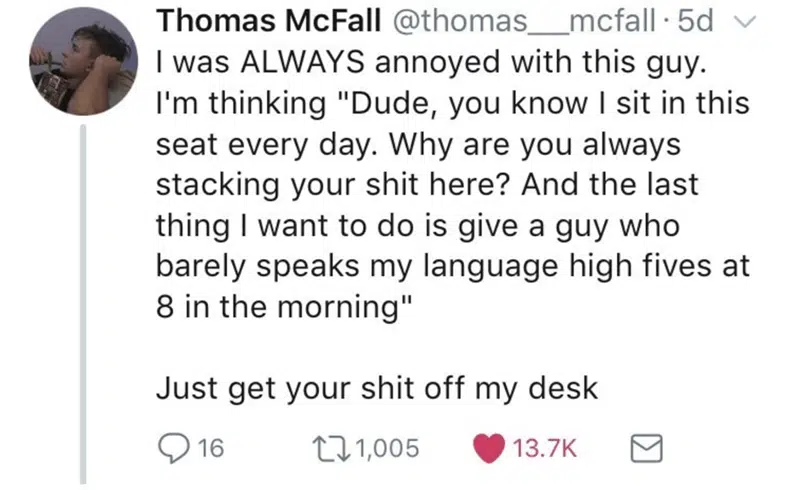 Thomas McFall @thomas__mcfall · 5d
I was ALWAYS annoyed with this guy.
I'm thinking "Dude, you know I sit in this
seat every day. Why are you always
stacking your shit here? And the last
thing I want to do is give a guy who
barely speaks my language high fives at
8 in the morning"
Just get your shit off my desk
16 1,005 13.7K